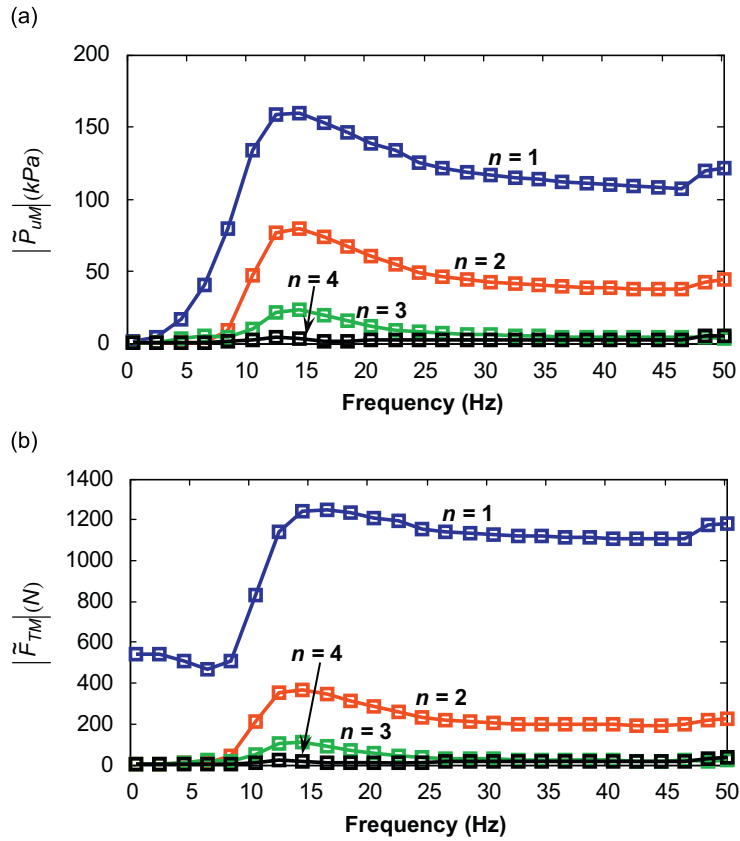 (a)
200
150
100
50
0
|P̃uM|(kPa)
n = 1
n = 2
n = 4
n = 3
0 5 10 15 20 25 30 35 40 45 50
Frequency (Hz)
(b)
1400
1200
1000
800
600
400
200
0
|F̃TM|(N)
n = 1
n = 4
n = 2
n = 3
0 5 10 15 20 25 30 35 40 45 50
Frequency (Hz)